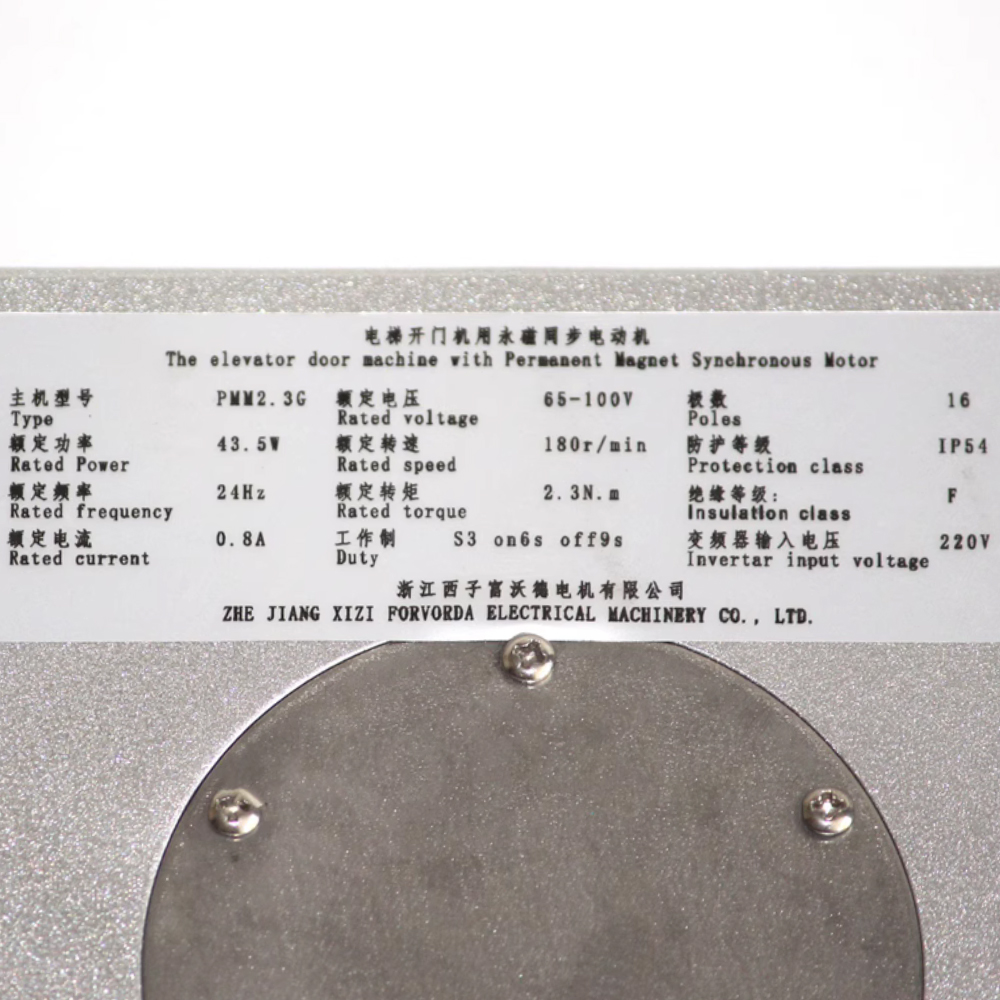 电梯开门机用永磁同步电动机
The elevator door machine with Permanent Magnet Synchronous Motor
主机型号 PMM2.3G 额定电压 65-100V 极数 16
Type Rated voltage Poles
额定功率 43.5W 额定转速 180r/min 防护等级 IP54
Rated Power Rated speed Protection class
额定频率 24Hz 额定转矩 2.3N.m 绝缘等级: F
Rated frequency Rated torque Insulation class
额定电流 0.8A 工作制 S3 on6s off9s 变频器输入电压 220V
Rated current Duty Invertar input voltage
浙江西子富沃德电机有限公司
ZHE JIANG XIZI FORVORDA ELECTRICAL MACHINERY CO., LTD.